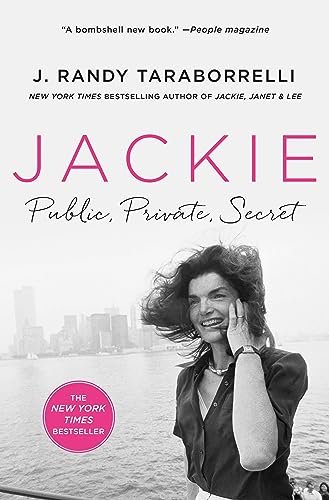 "A bombshell new book." —People magazine
J. RANDY TARABORRELLI
NEW YORK TIMES BESTSELLING AUTHOR OF JACKIE, JANET & LEE
JACKIE
Public, Private, Secret
THE
NEW YORK
TIMES
BESTSELLER